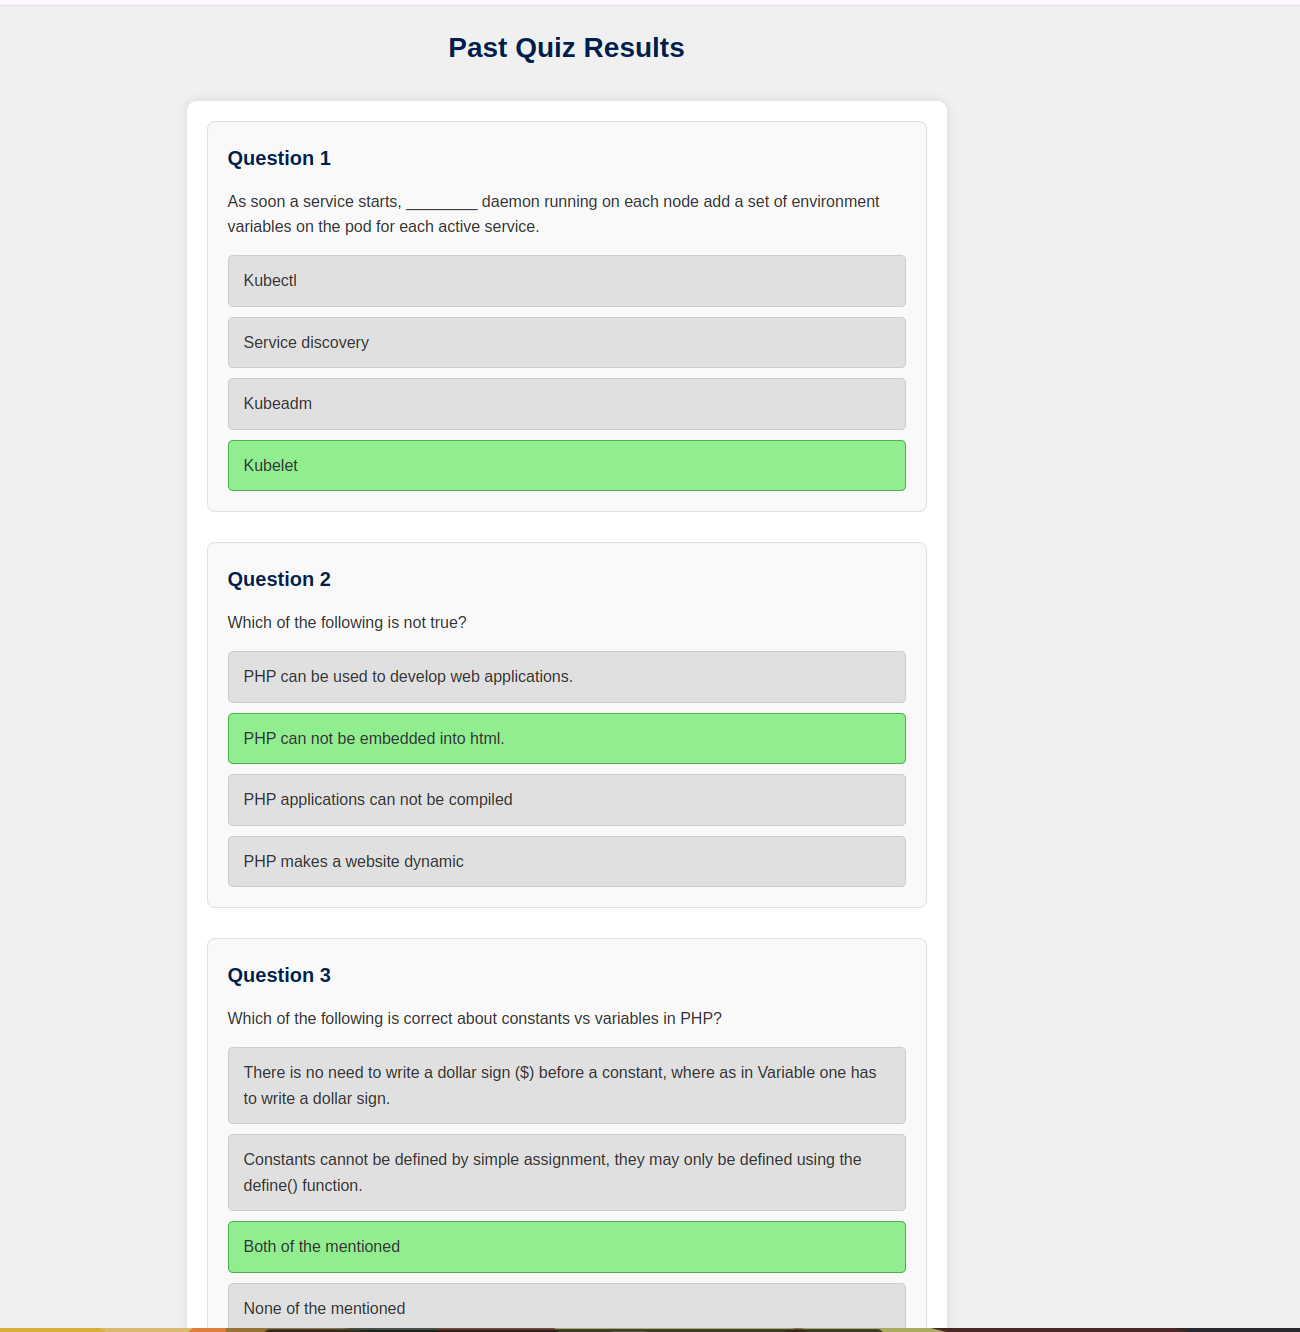 Past Quiz Results
Question 1
As soon a service starts, ________ daemon running on each node add a set of environment
variables on the pod for each active service.
Kubectl
Service discovery
Kubeadm
Kubelet
Question 2
Which of the following is not true?
PHP can be used to develop web applications.
PHP can not be embedded into html.
PHP applications can not be compiled
PHP makes a website dynamic
Question 3
Which of the following is correct about constants vs variables in PHP?
There is no need to write a dollar sign ($) before a constant, where as in Variable one has
to write a dollar sign.
Constants cannot be defined by simple assignment, they may only be defined using the
define() function.
Both of the mentioned
None of the mentioned